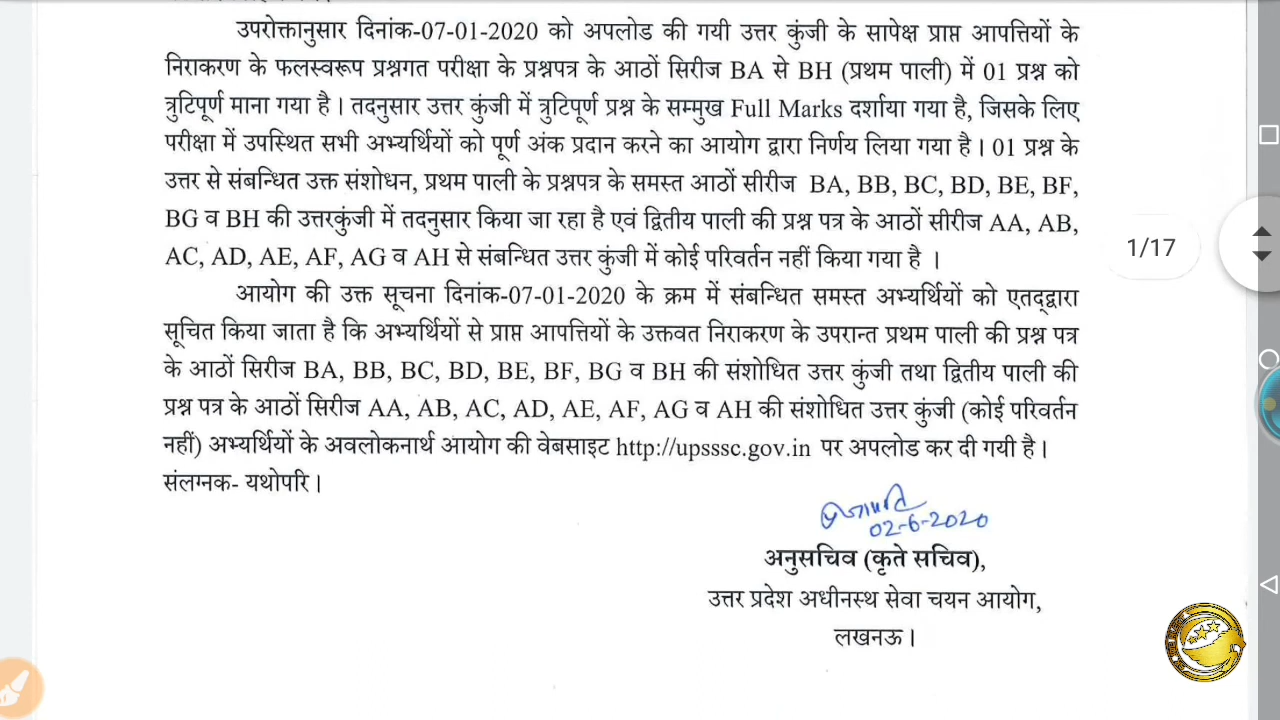 उपरोक्तानुसार दिनांक-07-01-2020 को अपलोड की गयी उत्तर कुंजी के सापेक्ष प्राप्त आपत्तियों के
निराकरण के फलस्वरूप प्रश्नगत परीक्षा के प्रश्नपत्र के आठों सिरीज BA से BH (प्रथम पाली) में 01 प्रश्न को
त्रुटिपूर्ण माना गया है। तदनुसार उत्तर कुंजी में त्रुटिपूर्ण प्रश्न के सम्मुख Full Marks दर्शाया गया है, जिसके लिए
परीक्षा में उपस्थित सभी अभ्यर्थियों को पूर्ण अंक प्रदान करने का आयोग द्वारा निर्णय लिया गया है। 01 प्रश्न के
उत्तर से संबन्धित उक्त संशोधन, प्रथम पाली के प्रश्नपत्र के समस्त आठों सीरीज BA, BB, BC, BD, BE, BF,
BG व BH की उत्तरकुंजी में तदनुसार किया जा रहा है एवं द्वितीय पाली की प्रश्न पत्र के आठों सीरीज AA, AB,
AC, AD, AE, AF, AG व AH से संबन्धित उत्तर कुंजी में कोई परिवर्तन नहीं किया गया है ।
1/17
आयोग की उक्त सूचना दिनांक-07-01-2020 के क्रम में संबन्धित समस्त अभ्यर्थियों को एतद्द्वारा
सूचित किया जाता है कि अभ्यर्थियों से प्राप्त आपत्तियों के उक्तवत निराकरण के उपरान्त प्रथम पाली की प्रश्न पत्र
के आठों सिरीज BA, BB, BC, BD, BE, BF, BG व BH की संशोधित उत्तर कुंजी तथा द्वितीय पाली की
प्रश्न पत्र के आठों सिरीज AA, AB, AC, AD, AE, AF, AG व AH की संशोधित उत्तर कुंजी (कोई परिवर्तन
नहीं) अभ्यर्थियों के अवलोकनार्थ आयोग की वेबसाइट http://upsssc.gov.in पर अपलोड कर दी गयी है।
संलग्नक- यथोपरि।
02-6-2020
अनुसचिव (कृते सचिव),
उत्तर प्रदेश अधीनस्थ सेवा चयन आयोग,
लखनऊ।